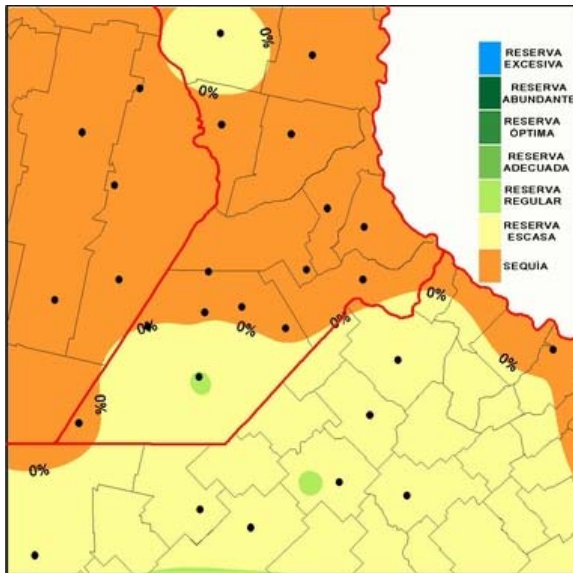 0%
0%
RESERVA
EXCESIVA
RESERVA
ABUNDANTE
RESERVA
ÓPTIMA
RESERVA
ADECUADA
RESERVA
REGULAR
RESERVA
ESCASA
SEQUÍA
0%
0%
0%
0%
0%
0%
0%